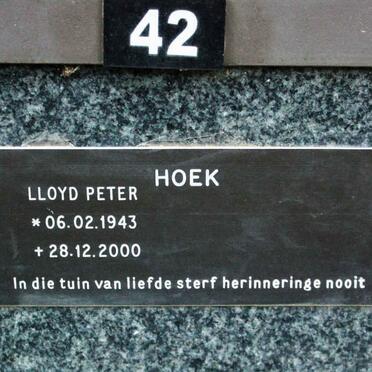 42
HOEK
LLOYD PETER
* 06.02.1943
+ 28.12.2000
In die tuin van liefde sterf herinneringe nooit